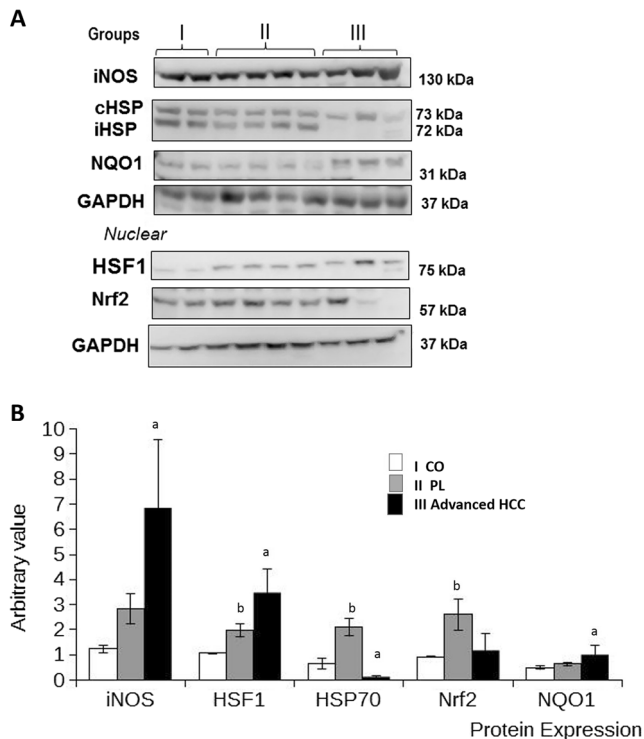 A
Groups I II III
iNOS 130 kDa
cHSP 73 kDa
iHSP 72 kDa
NQO1 31 kDa
GAPDH 37 kDa
Nuclear
HSF1 75 kDa
Nrf2 57 kDa
GAPDH 37 kDa
B
Arbitrary value
10
9
8
7
6
5
4
3
2
1
0
a
b
a
b
a
b
a
I CO
II PL
III Advanced HCC
iNOS HSF1 HSP70 Nrf2 NQO1
Protein Expression